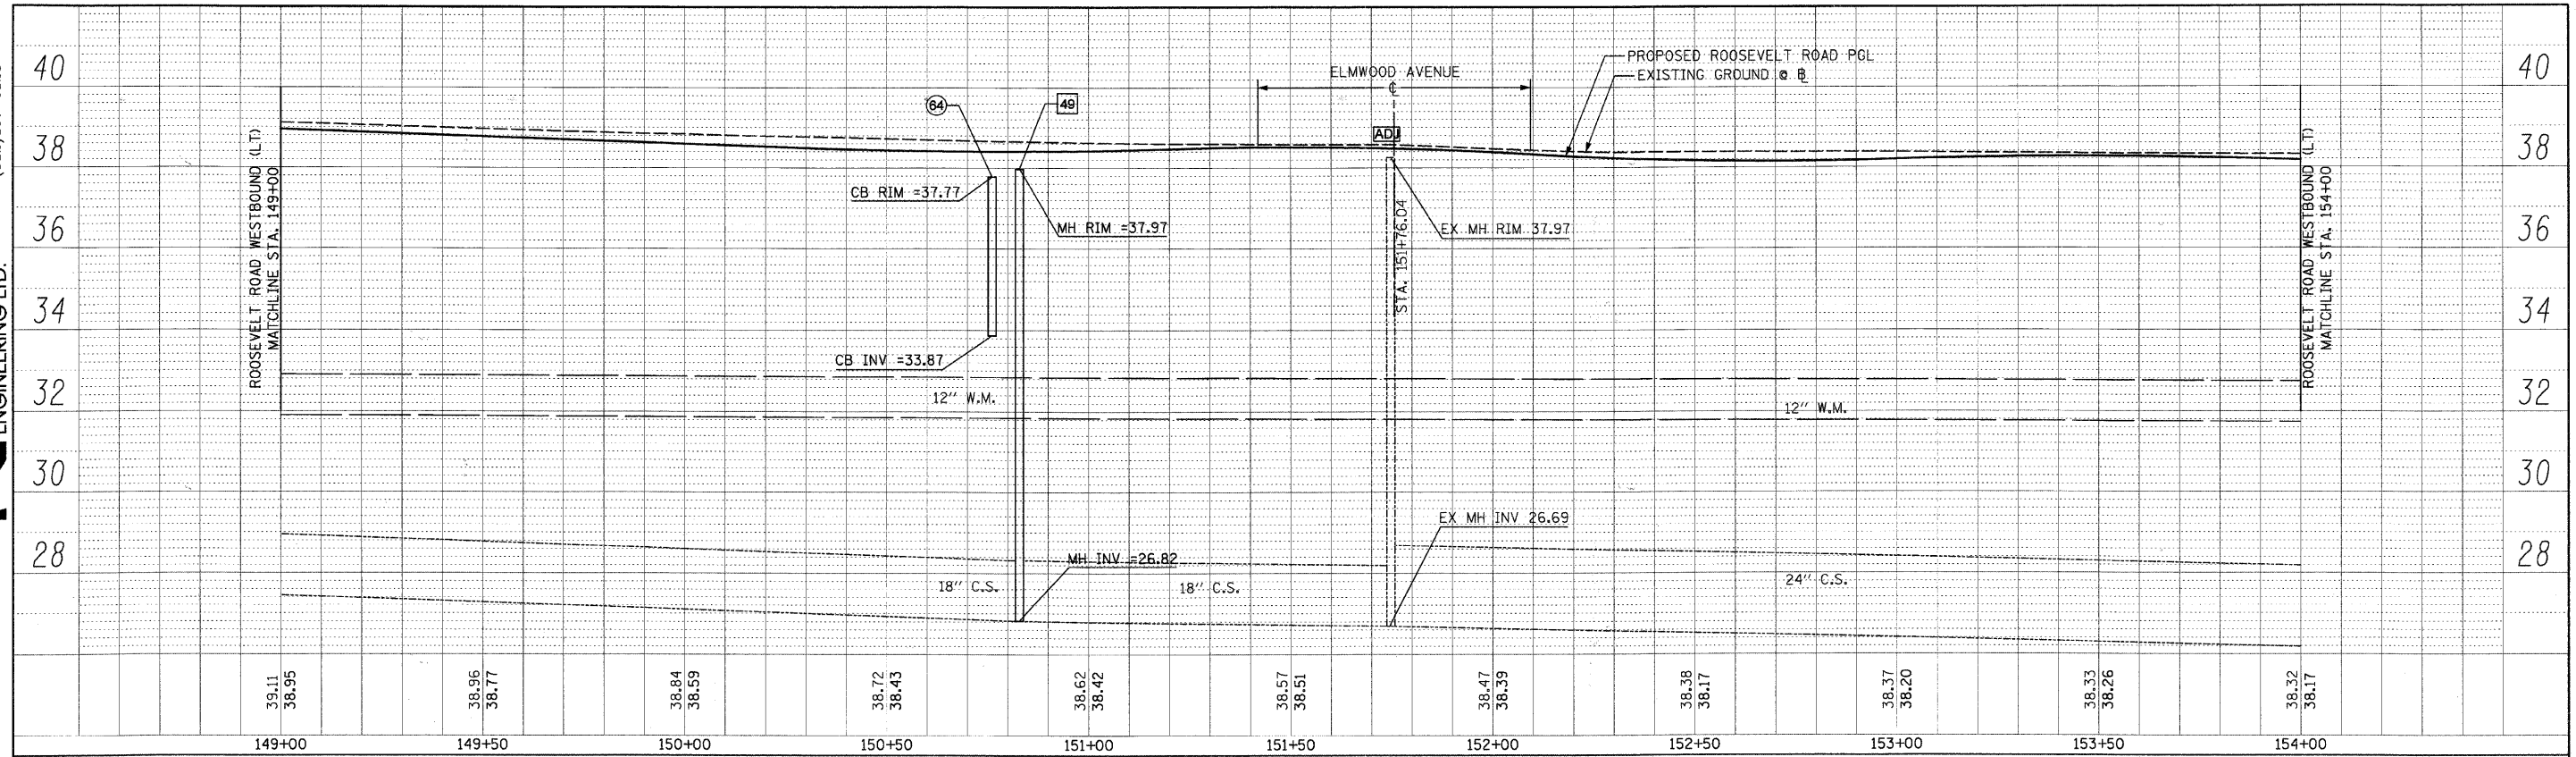 ENGINEERING LTD.
40
38
36
34
32
30
28
40
38
36
34
32
30
28
ROOSEVELT ROAD WESTBOUND (LT)
MATCHLINE STA. 149+00
64
49
CB RIM =37.77
MH RIM =37.97
CB INV =33.87
12" W.M.
MH INV =26.82
18" C.S.
18" C.S.
ELMWOOD AVENUE
℄
ADJ
STA. 151+76.04
EX MH RIM 37.97
EX MH INV 26.69
PROPOSED ROOSEVELT ROAD PGL
EXISTING GROUND @ BL
12" W.M.
24" C.S.
ROOSEVELT ROAD WESTBOUND (LT)
MATCHLINE STA. 154+00
39.11
38.95
38.96
38.77
38.84
38.59
38.72
38.43
38.62
38.42
38.57
38.51
38.47
38.39
38.38
38.17
38.37
38.20
38.33
38.26
38.32
38.17
149+00
149+50
150+00
150+50
151+00
151+50
152+00
152+50
153+00
153+50
154+00